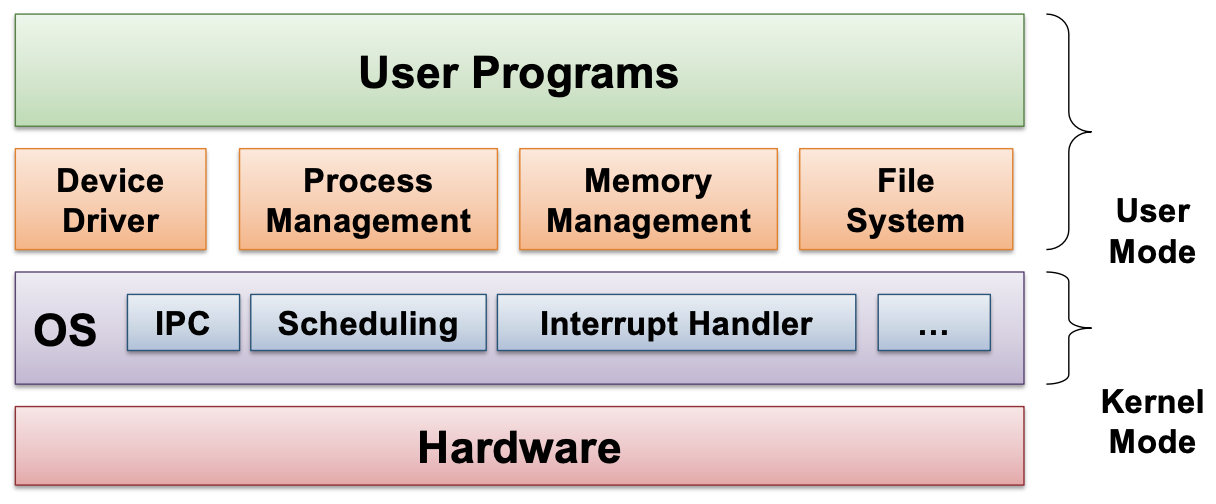 User Programs
Device
Driver
Process
Management
Memory
Management
File
System
User
Mode
OS
IPC
Scheduling
Interrupt Handler
...
Kernel
Mode
Hardware